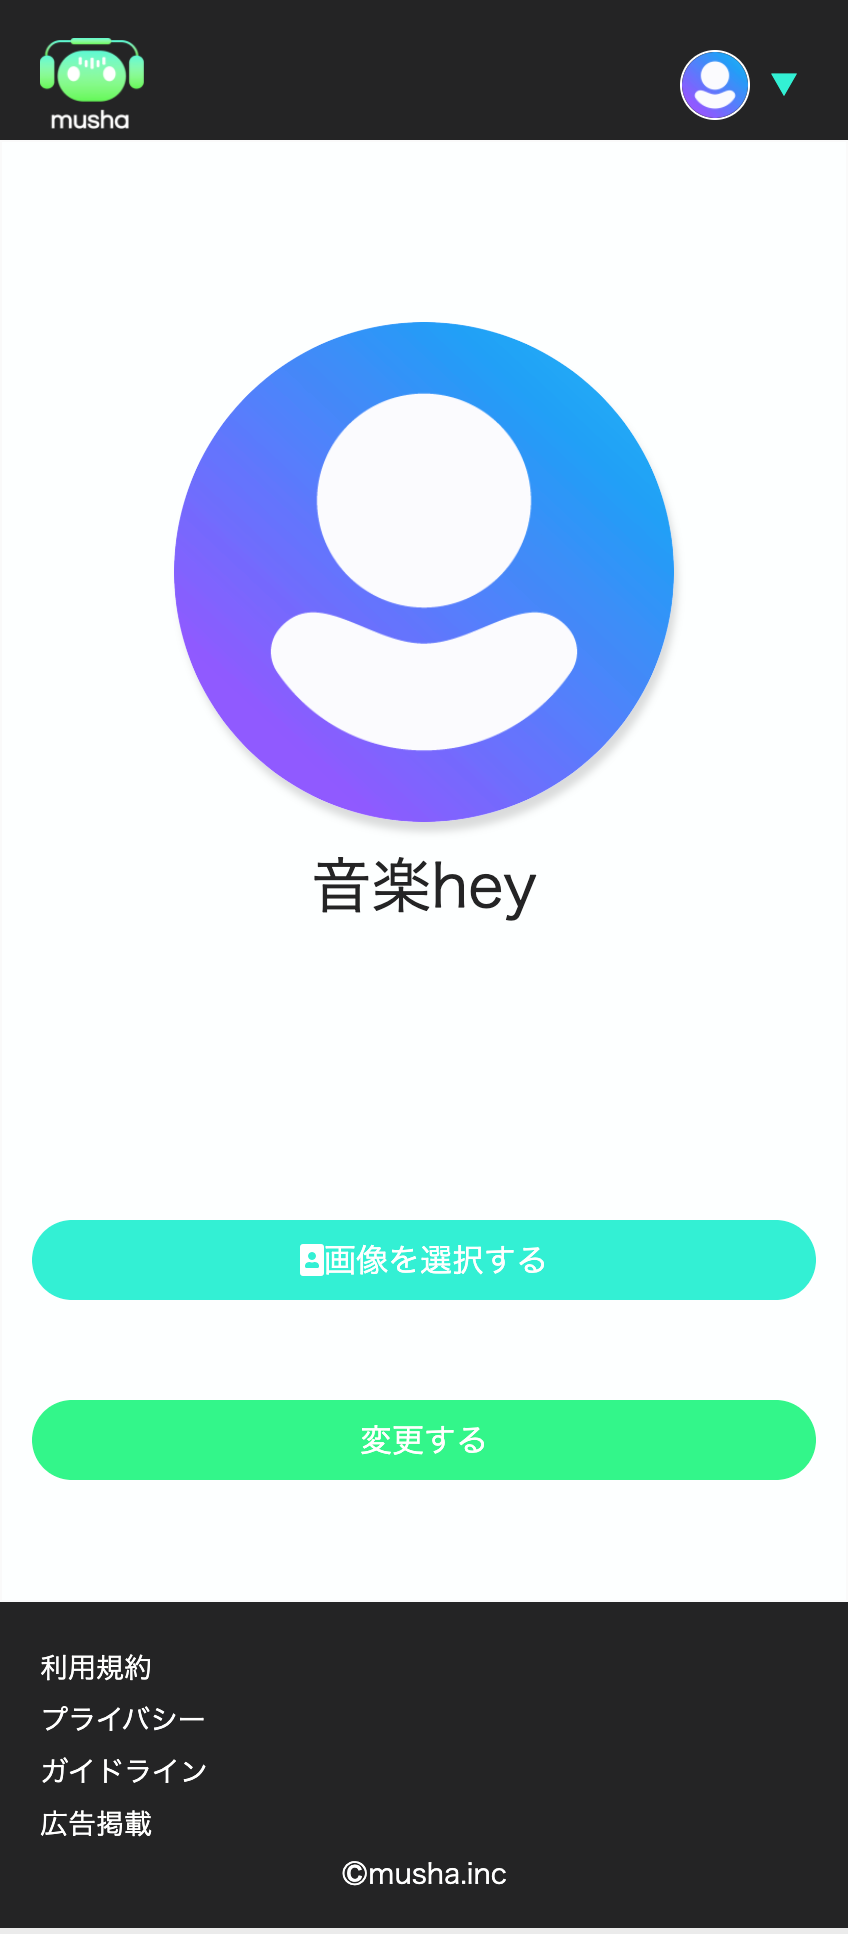 musha
音楽hey
画像を選択する
変更する
利用規約
プライバシー
ガイドライン
広告掲載
©musha.inc